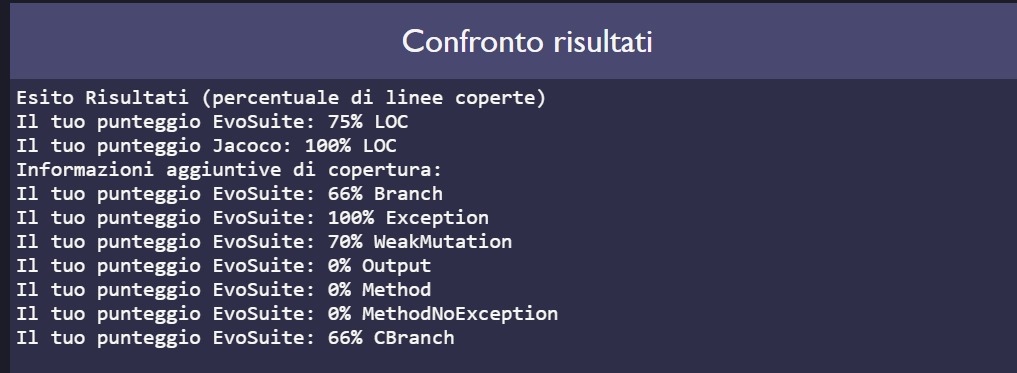 Confronto risultati
Esito Risultati (percentuale di linee coperte)
Il tuo punteggio EvoSuite: 75% LOC
Il tuo punteggio Jacoco: 100% LOC
Informazioni aggiuntive di copertura:
Il tuo punteggio EvoSuite: 66% Branch
Il tuo punteggio EvoSuite: 100% Exception
Il tuo punteggio EvoSuite: 70% WeakMutation
Il tuo punteggio EvoSuite: 0% Output
Il tuo punteggio EvoSuite: 0% Method
Il tuo punteggio EvoSuite: 0% MethodNoException
Il tuo punteggio EvoSuite: 66% CBranch